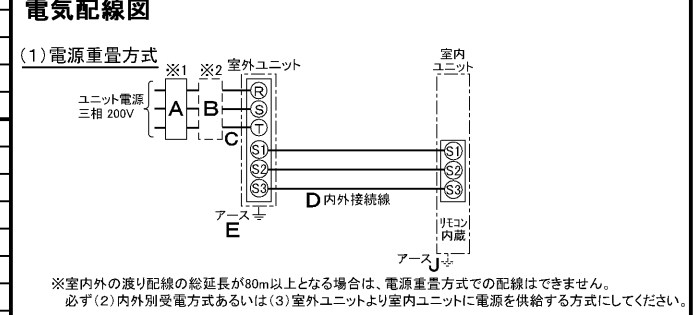 電気配線図
(1)電源重畳方式
※1 ※2 室外ユニット
室内
ユニット
ユニット電源
三相 200V
A B
C
R
S
T
S1
S2
S3
S1
S2
S3
D 内外接続線
アース
E
リモコン
内蔵
アース J
※室内外の渡り配線の総延長が80m以上となる場合は、電源重畳方式での配線はできません。
必ず(2)内外別受電方式あるいは(3)室外ユニットより室内ユニットに電源を供給する方式にしてください。